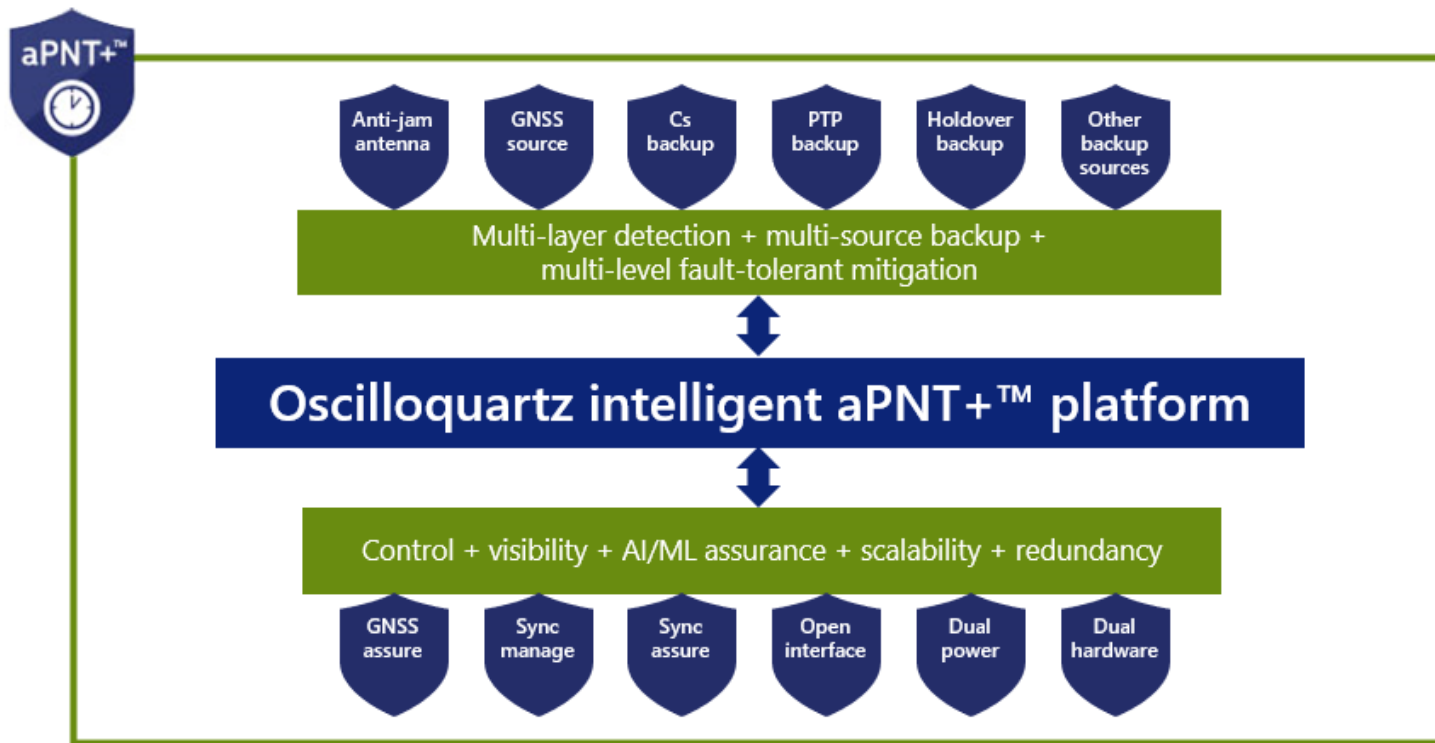 aPNT+™
Anti-jam
antenna
GNSS
source
Cs
backup
PTP
backup
Holdover
backup
Other
backup
sources
Multi-layer detection + multi-source backup +
multi-level fault-tolerant mitigation
Oscilloquartz intelligent aPNT+™ platform
Control + visibility + AI/ML assurance + scalability + redundancy
GNSS
assure
Sync
manage
Sync
assure
Open
interface
Dual
power
Dual
hardware